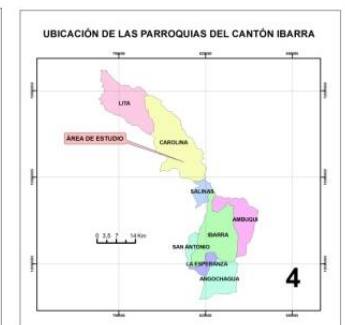 UBICACIÓN DE LAS PARROQUIAS DEL CANTÓN IBARRA
LITA
CAROLINA
ÁREA DE ESTUDIO
SALINAS
AMBUQUI
IBARRA
0 3,5 7 14 Km
SAN ANTONIO
LA ESPERANZA
ANGOCHAGUA
4